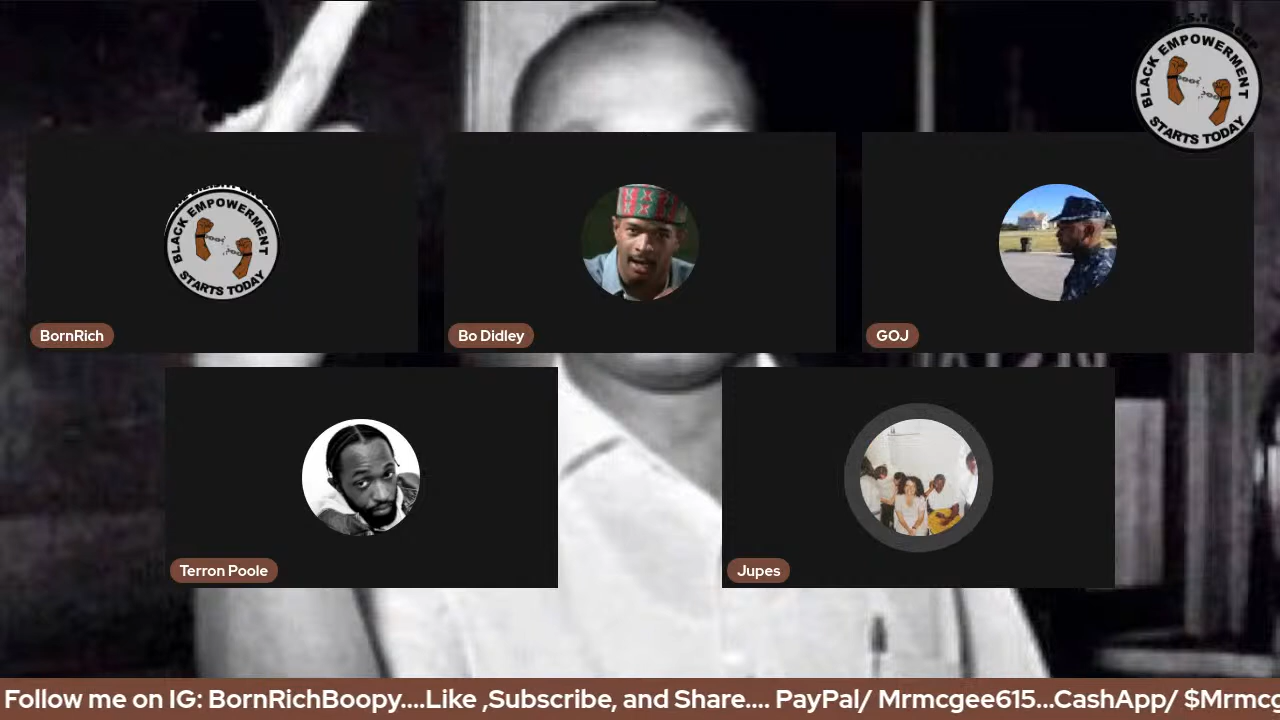 BLACK EMPOWERMENT
STARTS TODAY
BLACK EMPOWERMENT
STARTS TODAY
BornRich
Bo Didley
GOJ
Terron Poole
Jupes
Follow me on IG: BornRichBoopy....Like ,Subscribe, and Share.... PayPal/ Mrmcgee615...CashApp/ $Mrmcg